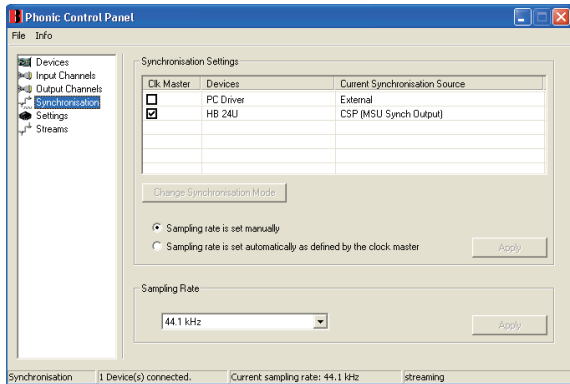 Phonic Control Panel
File Info
Devices
Input Channels
Output Channels
Synchronisation
Settings
Streams
Synchronisation Settings
Clk Master Devices Current Synchronisation Source
PC Driver External
HB 24U CSP (MSU Synch Output)
Change Synchronisation Mode
Sampling rate is set manually
Sampling rate is set automatically as defined by the clock master
Apply
Sampling Rate
44.1 kHz
Apply
Synchronisation 1 Device(s) connected. Current sampling rate: 44.1 kHz streaming